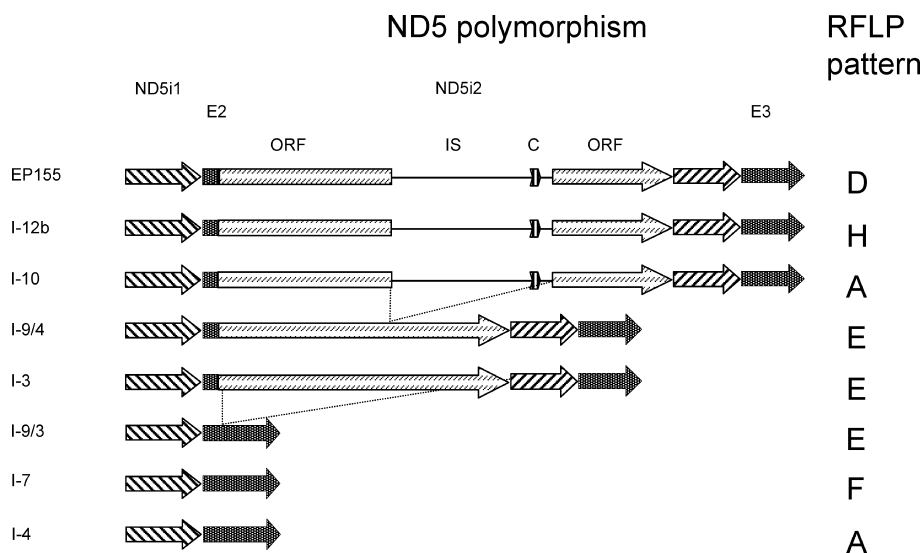 ND5 polymorphism
RFLP
pattern
ND5i1
ND5i2
E2
E3
ORF
IS
C
ORF
EP155
D
I-12b
H
I-10
A
I-9/4
E
I-3
E
I-9/3
E
I-7
F
I-4
A